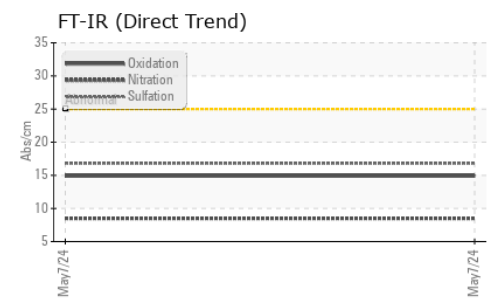 FT-IR (Direct Trend)
35
30
25
20
15
10
5
Abs/cm
Oxidation
Nitration
Sulfation
Abnormal
May7/24
May7/24